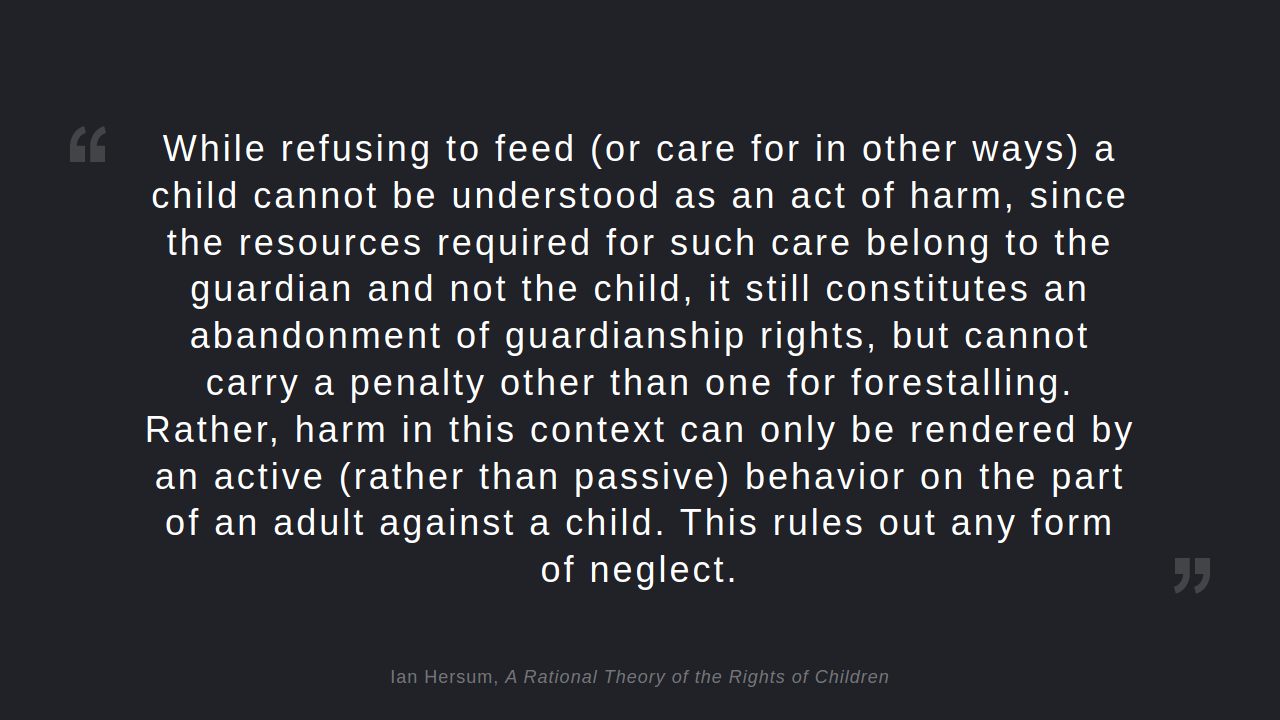 “
While refusing to feed (or care for in other ways) a
child cannot be understood as an act of harm, since
the resources required for such care belong to the
guardian and not the child, it still constitutes an
abandonment of guardianship rights, but cannot
carry a penalty other than one for forestalling.
Rather, harm in this context can only be rendered by
an active (rather than passive) behavior on the part
of an adult against a child. This rules out any form
of neglect.
”
Ian Hersum, A Rational Theory of the Rights of Children